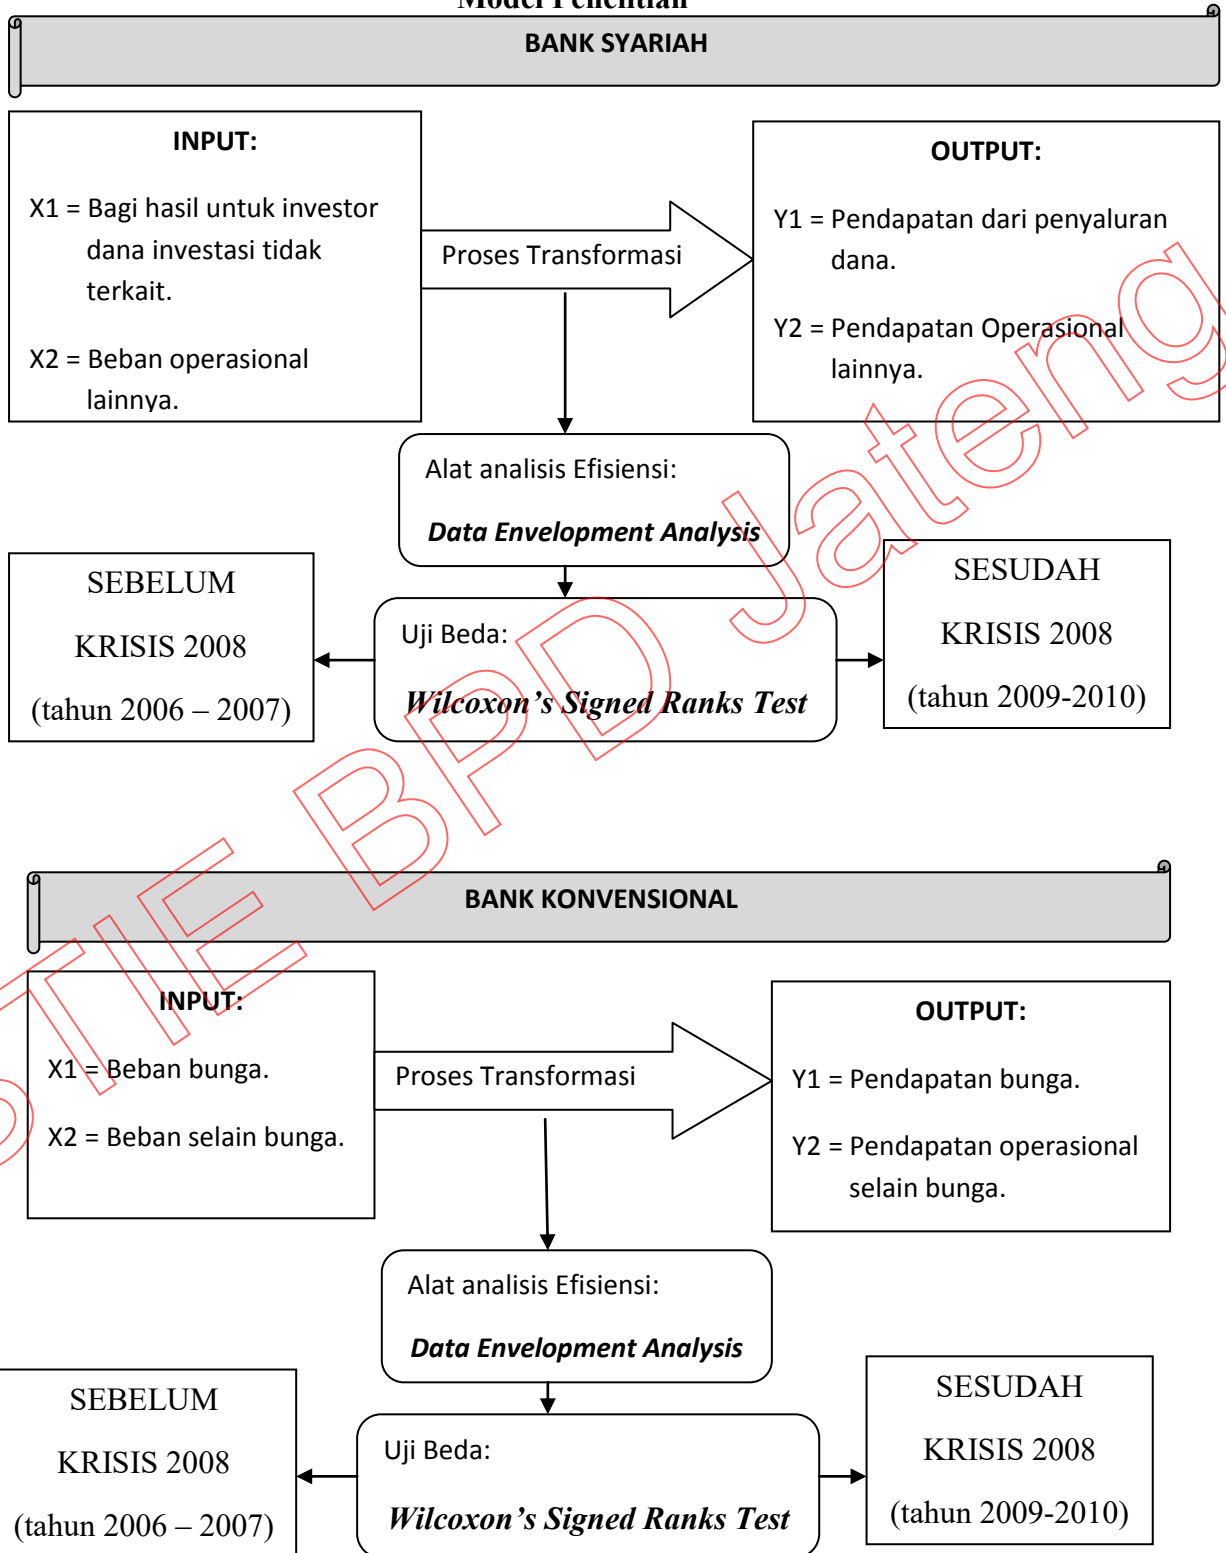 Model Penelitian
BANK SYARIAH
INPUT:
X1 = Bagi hasil untuk investor
dana investasi tidak
terkait.
X2 = Beban operasional
lainnya.
Proses Transformasi
OUTPUT:
Y1 = Pendapatan dari penyaluran
dana.
Y2 = Pendapatan Operasional
lainnya.
Alat analisis Efisiensi:
Data Envelopment Analysis
SEBELUM
KRISIS 2008
(tahun 2006 – 2007)
Uji Beda:
Wilcoxon’s Signed Ranks Test
SESUDAH
KRISIS 2008
(tahun 2009-2010)
BANK KONVENSIONAL
INPUT:
X1 = Beban bunga.
X2 = Beban selain bunga.
Proses Transformasi
OUTPUT:
Y1 = Pendapatan bunga.
Y2 = Pendapatan operasional
selain bunga.
Alat analisis Efisiensi:
Data Envelopment Analysis
SEBELUM
KRISIS 2008
(tahun 2006 – 2007)
Uji Beda:
Wilcoxon’s Signed Ranks Test
SESUDAH
KRISIS 2008
(tahun 2009-2010)
STIE BPD Jateng